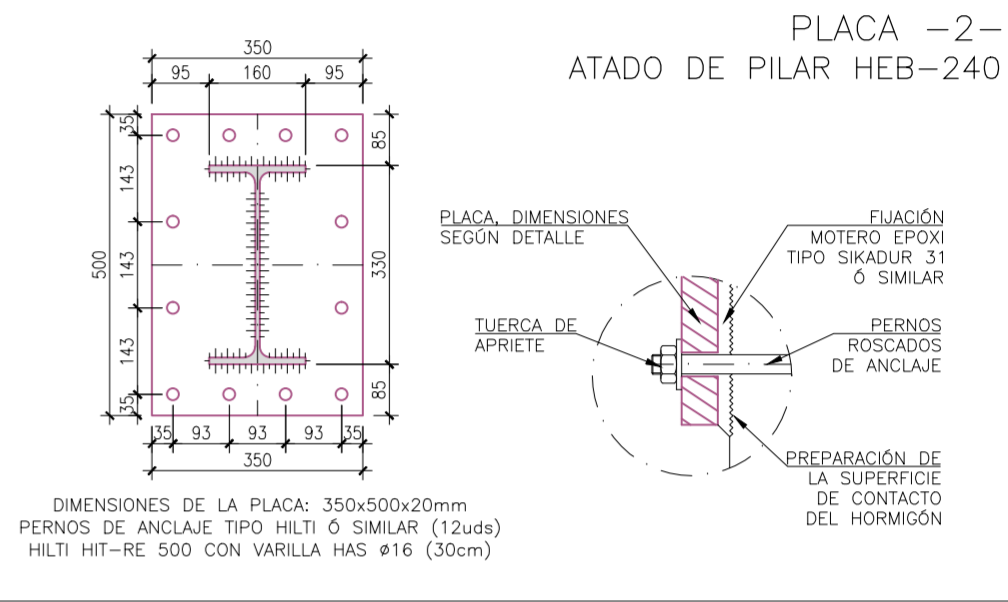 PLACA -2-
ATADO DE PILAR HEB-240
350
95 160 95
35
143
143
143
35
500
85
330
85
35 93 93 93 35
350
DIMENSIONES DE LA PLACA: 350x500x20mm
PERNOS DE ANCLAJE TIPO HILTI Ó SIMILAR (12uds)
HILTI HIT-RE 500 CON VARILLA HAS ø16 (30cm)
PLACA, DIMENSIONES
SEGÚN DETALLE
TUERCA DE
APRIETE
FIJACIÓN
MOTERO EPOXI
TIPO SIKADUR 31
Ó SIMILAR
PERNOS
ROSCADOS
DE ANCLAJE
PREPARACIÓN DE
LA SUPERFICIE
DE CONTACTO
DEL HORMIGÓN